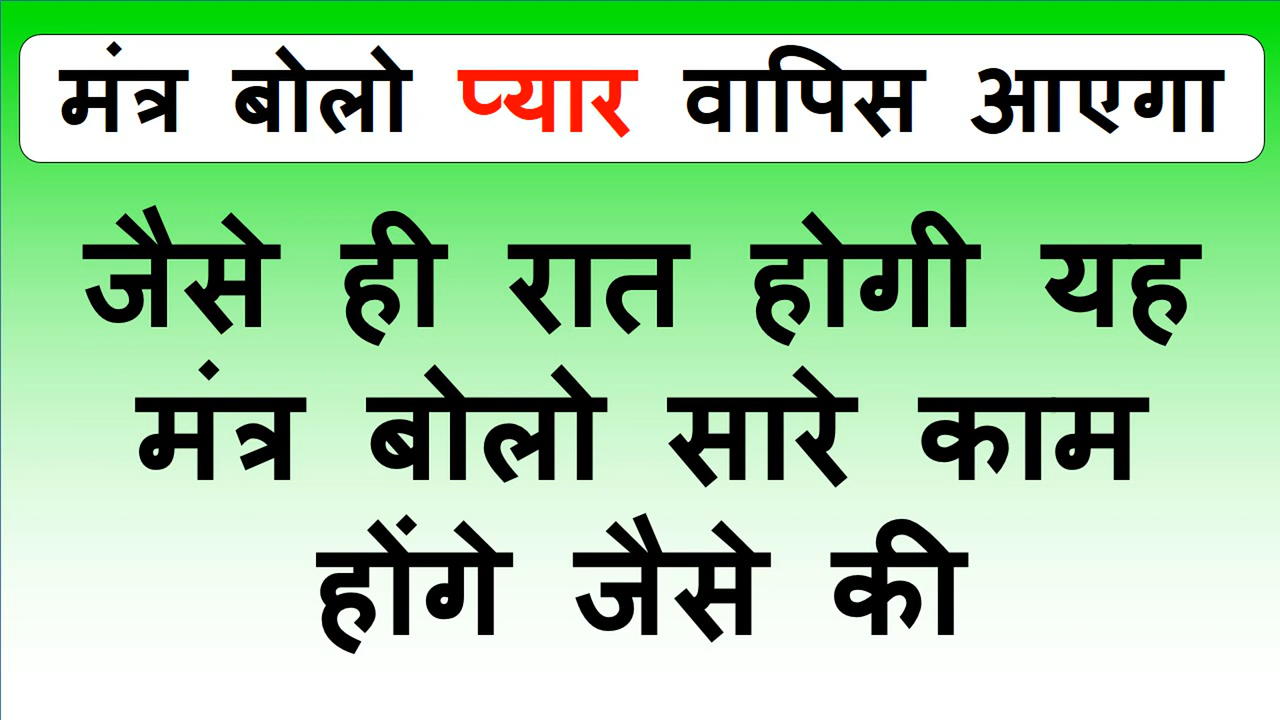 मंत्र बोलो प्यार वापिस आएगा
जैसे ही रात होगी यह
मंत्र बोलो सारे काम
होंगे जैसे की